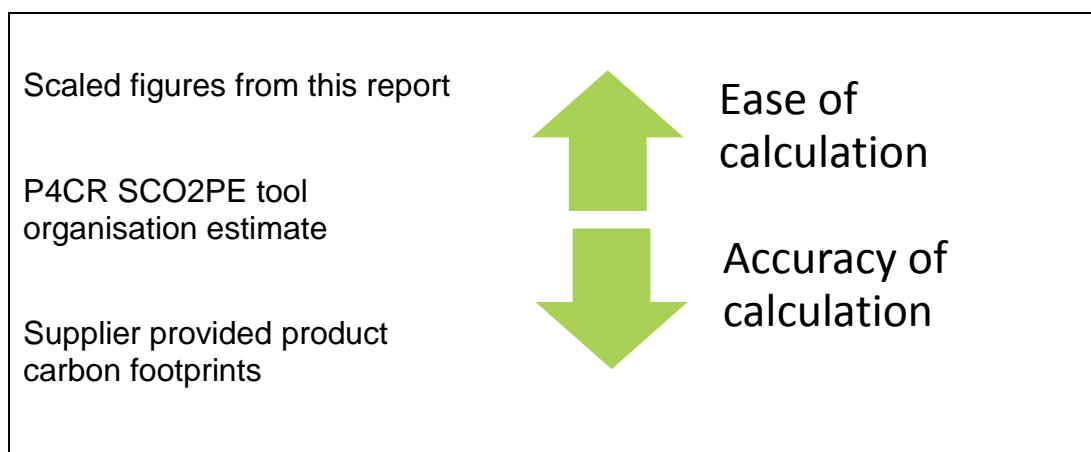 Scaled figures from this report
P4CR SCO2PE tool
organisation estimate
Supplier provided product
carbon footprints
Ease of
calculation
Accuracy of
calculation